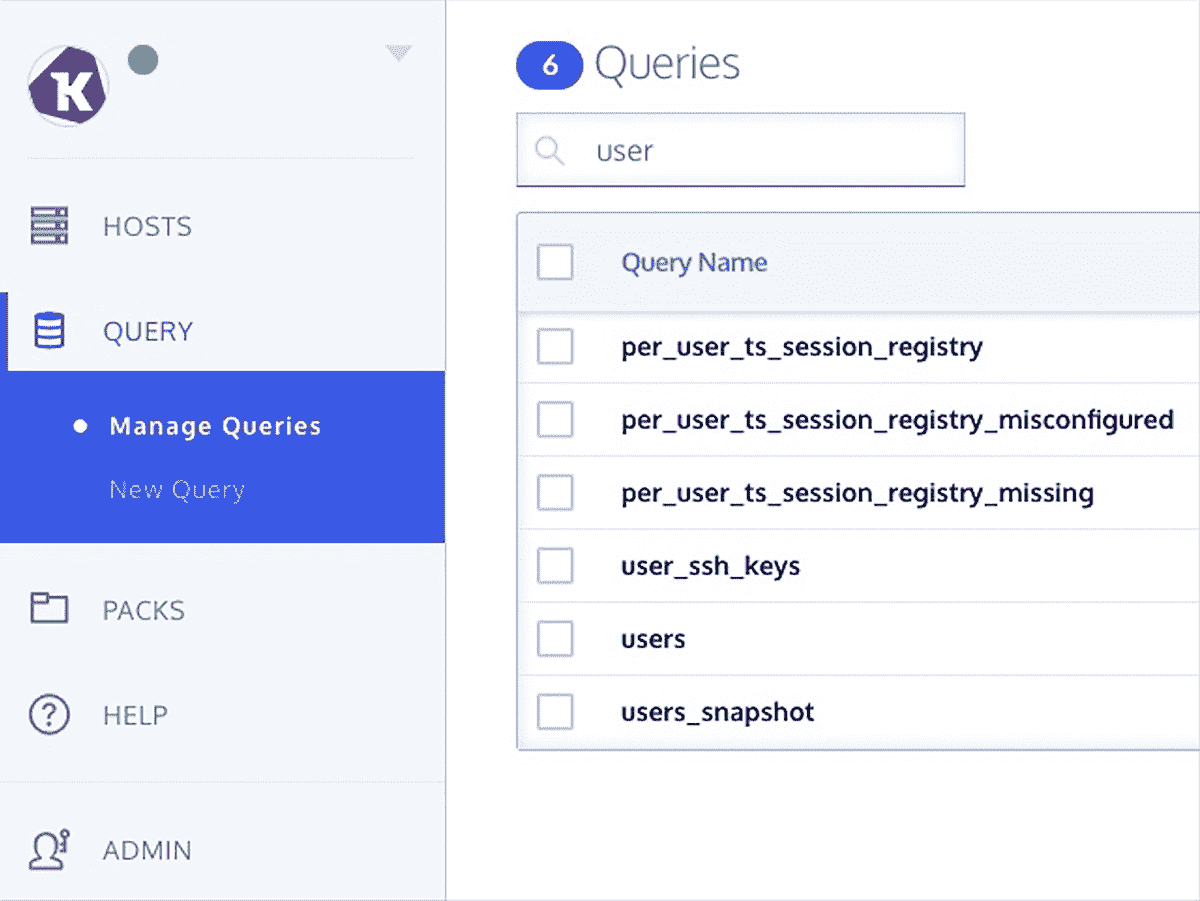 K
HOSTS
QUERY
Manage Queries
New Query
PACKS
HELP
ADMIN
6 Queries
user
Query Name
per_user_ts_session_registry
per_user_ts_session_registry_misconfigured
per_user_ts_session_registry_missing
user_ssh_keys
users
users_snapshot